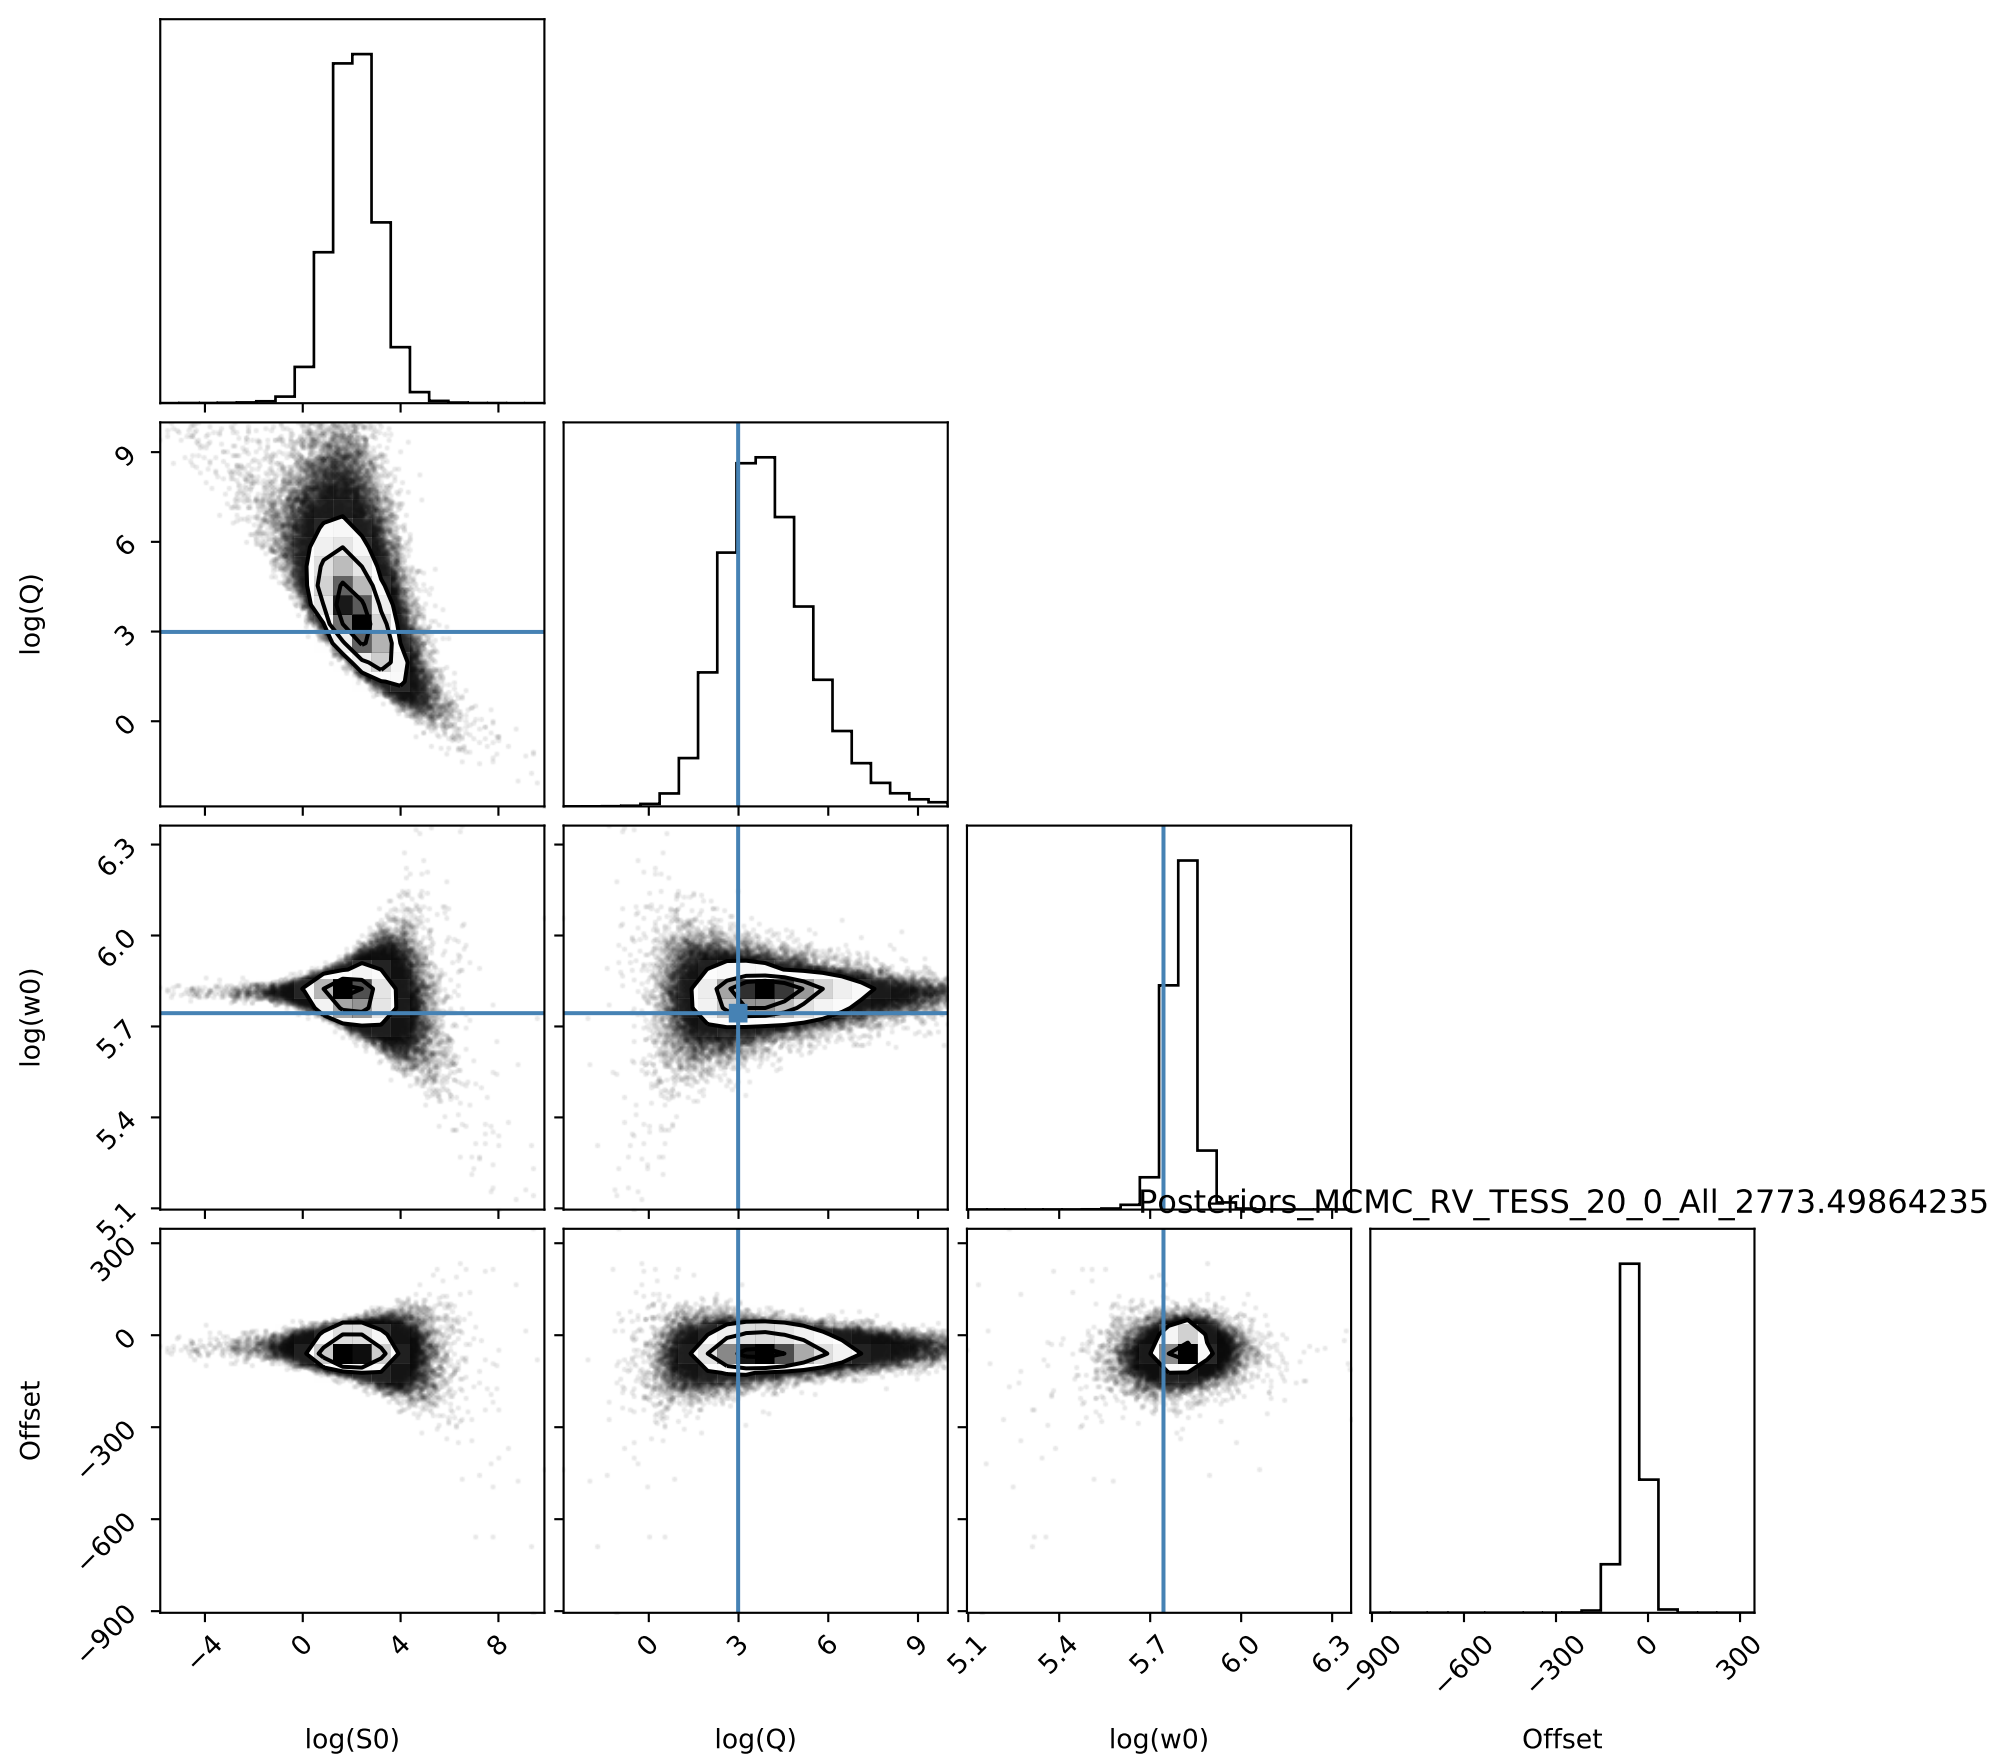 9
6
3
0
log(Q)
6.3
6.0
5.7
5.4
5.1
log(w0)
Posteriors_MCMC_RV_TESS_20_0_All_2773.49864235
300
0
−300
−600
−900
Offset
−4 0 4 8 0 3 6 9 5.1 5.4 5.7 6.0 6.3 −900 −600 −300 0 300
log(S0) log(Q) log(w0) Offset